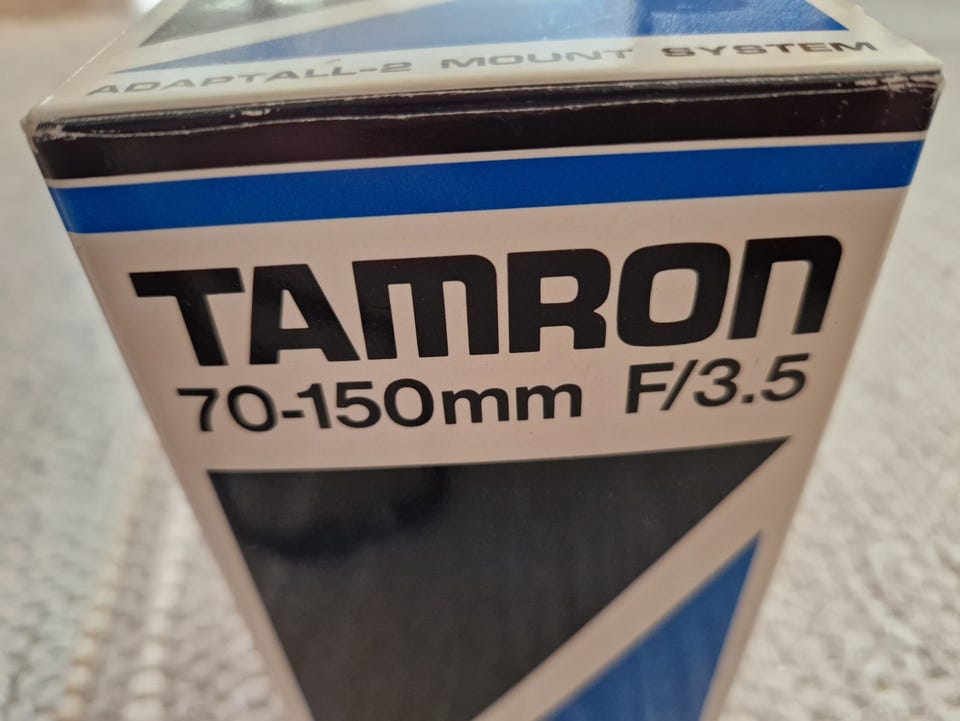 ADAPTALL-2 MOUNT SYSTEM
TAMRON
70-150mm F/3.5